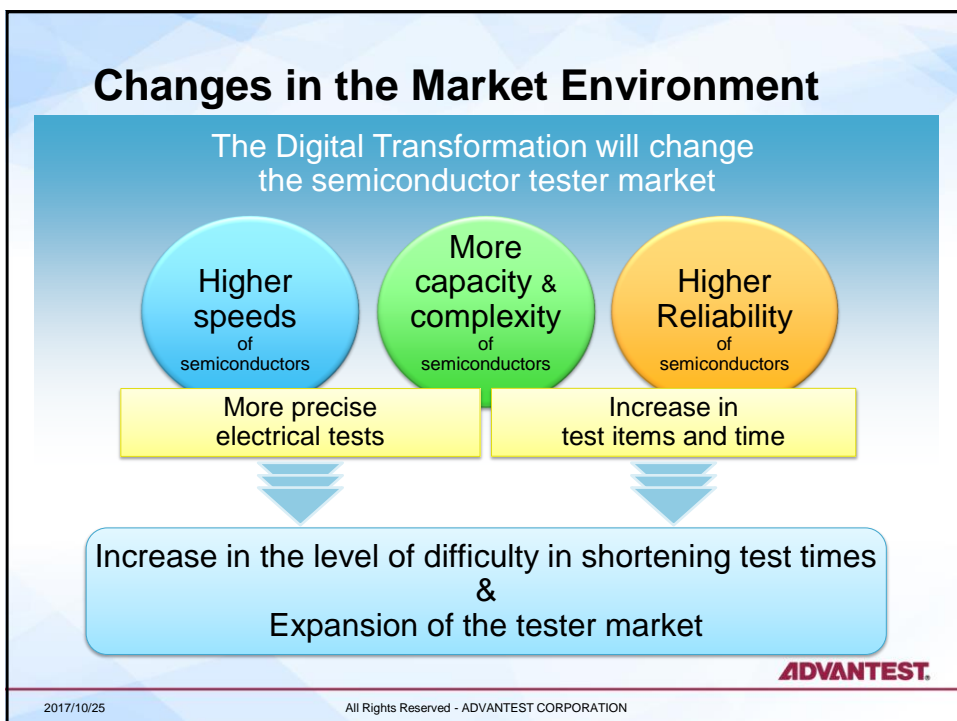 Changes in the Market Environment
The Digital Transformation will change
the semiconductor tester market
Higher
speeds
of
semiconductors
More
capacity &
complexity
of
semiconductors
Higher
Reliability
of
semiconductors
More precise
electrical tests
Increase in
test items and time
Increase in the level of difficulty in shortening test times
&
Expansion of the tester market
ADVANTEST.
2017/10/25
All Rights Reserved - ADVANTEST CORPORATION